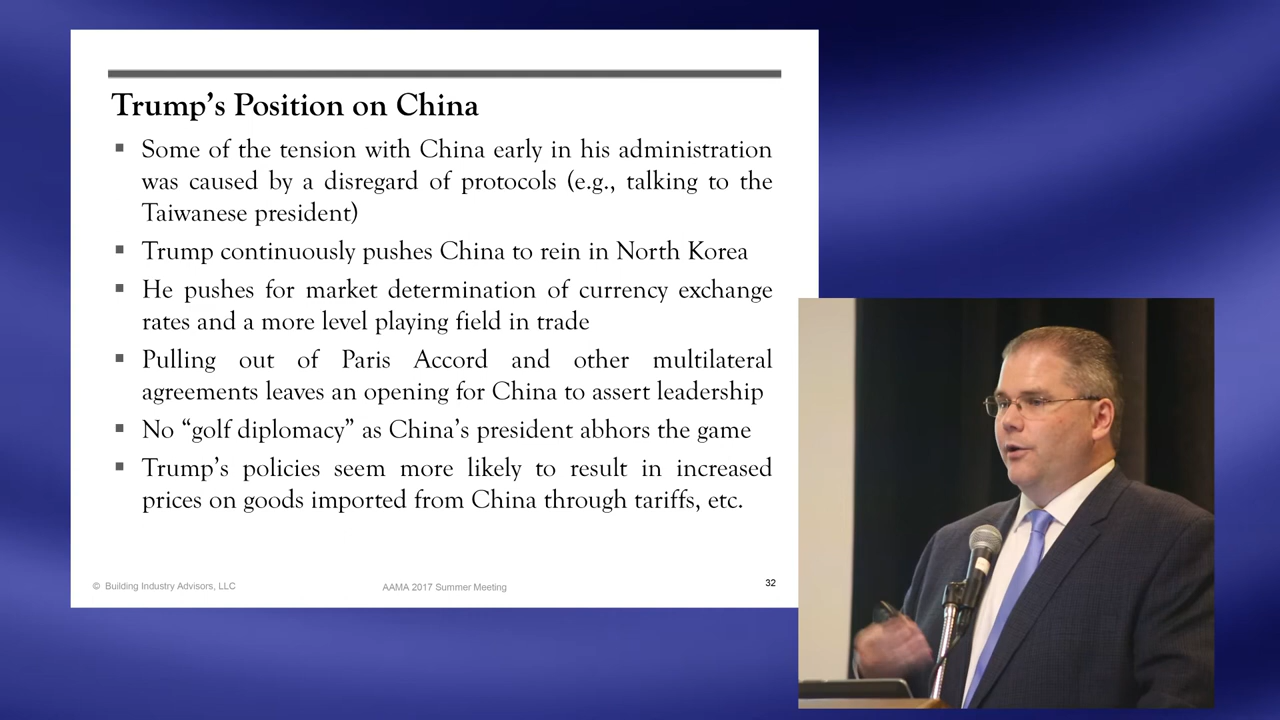 Trump’s Position on China
▪ Some of the tension with China early in his administration
was caused by a disregard of protocols (e.g., talking to the
Taiwanese president)
▪ Trump continuously pushes China to rein in North Korea
▪ He pushes for market determination of currency exchange
rates and a more level playing field in trade
▪ Pulling out of Paris Accord and other multilateral
agreements leaves an opening for China to assert leadership
▪ No “golf diplomacy” as China’s president abhors the game
▪ Trump’s policies seem more likely to result in increased
prices on goods imported from China through tariffs, etc.
© Building Industry Advisors, LLC
AAMA 2017 Summer Meeting
32